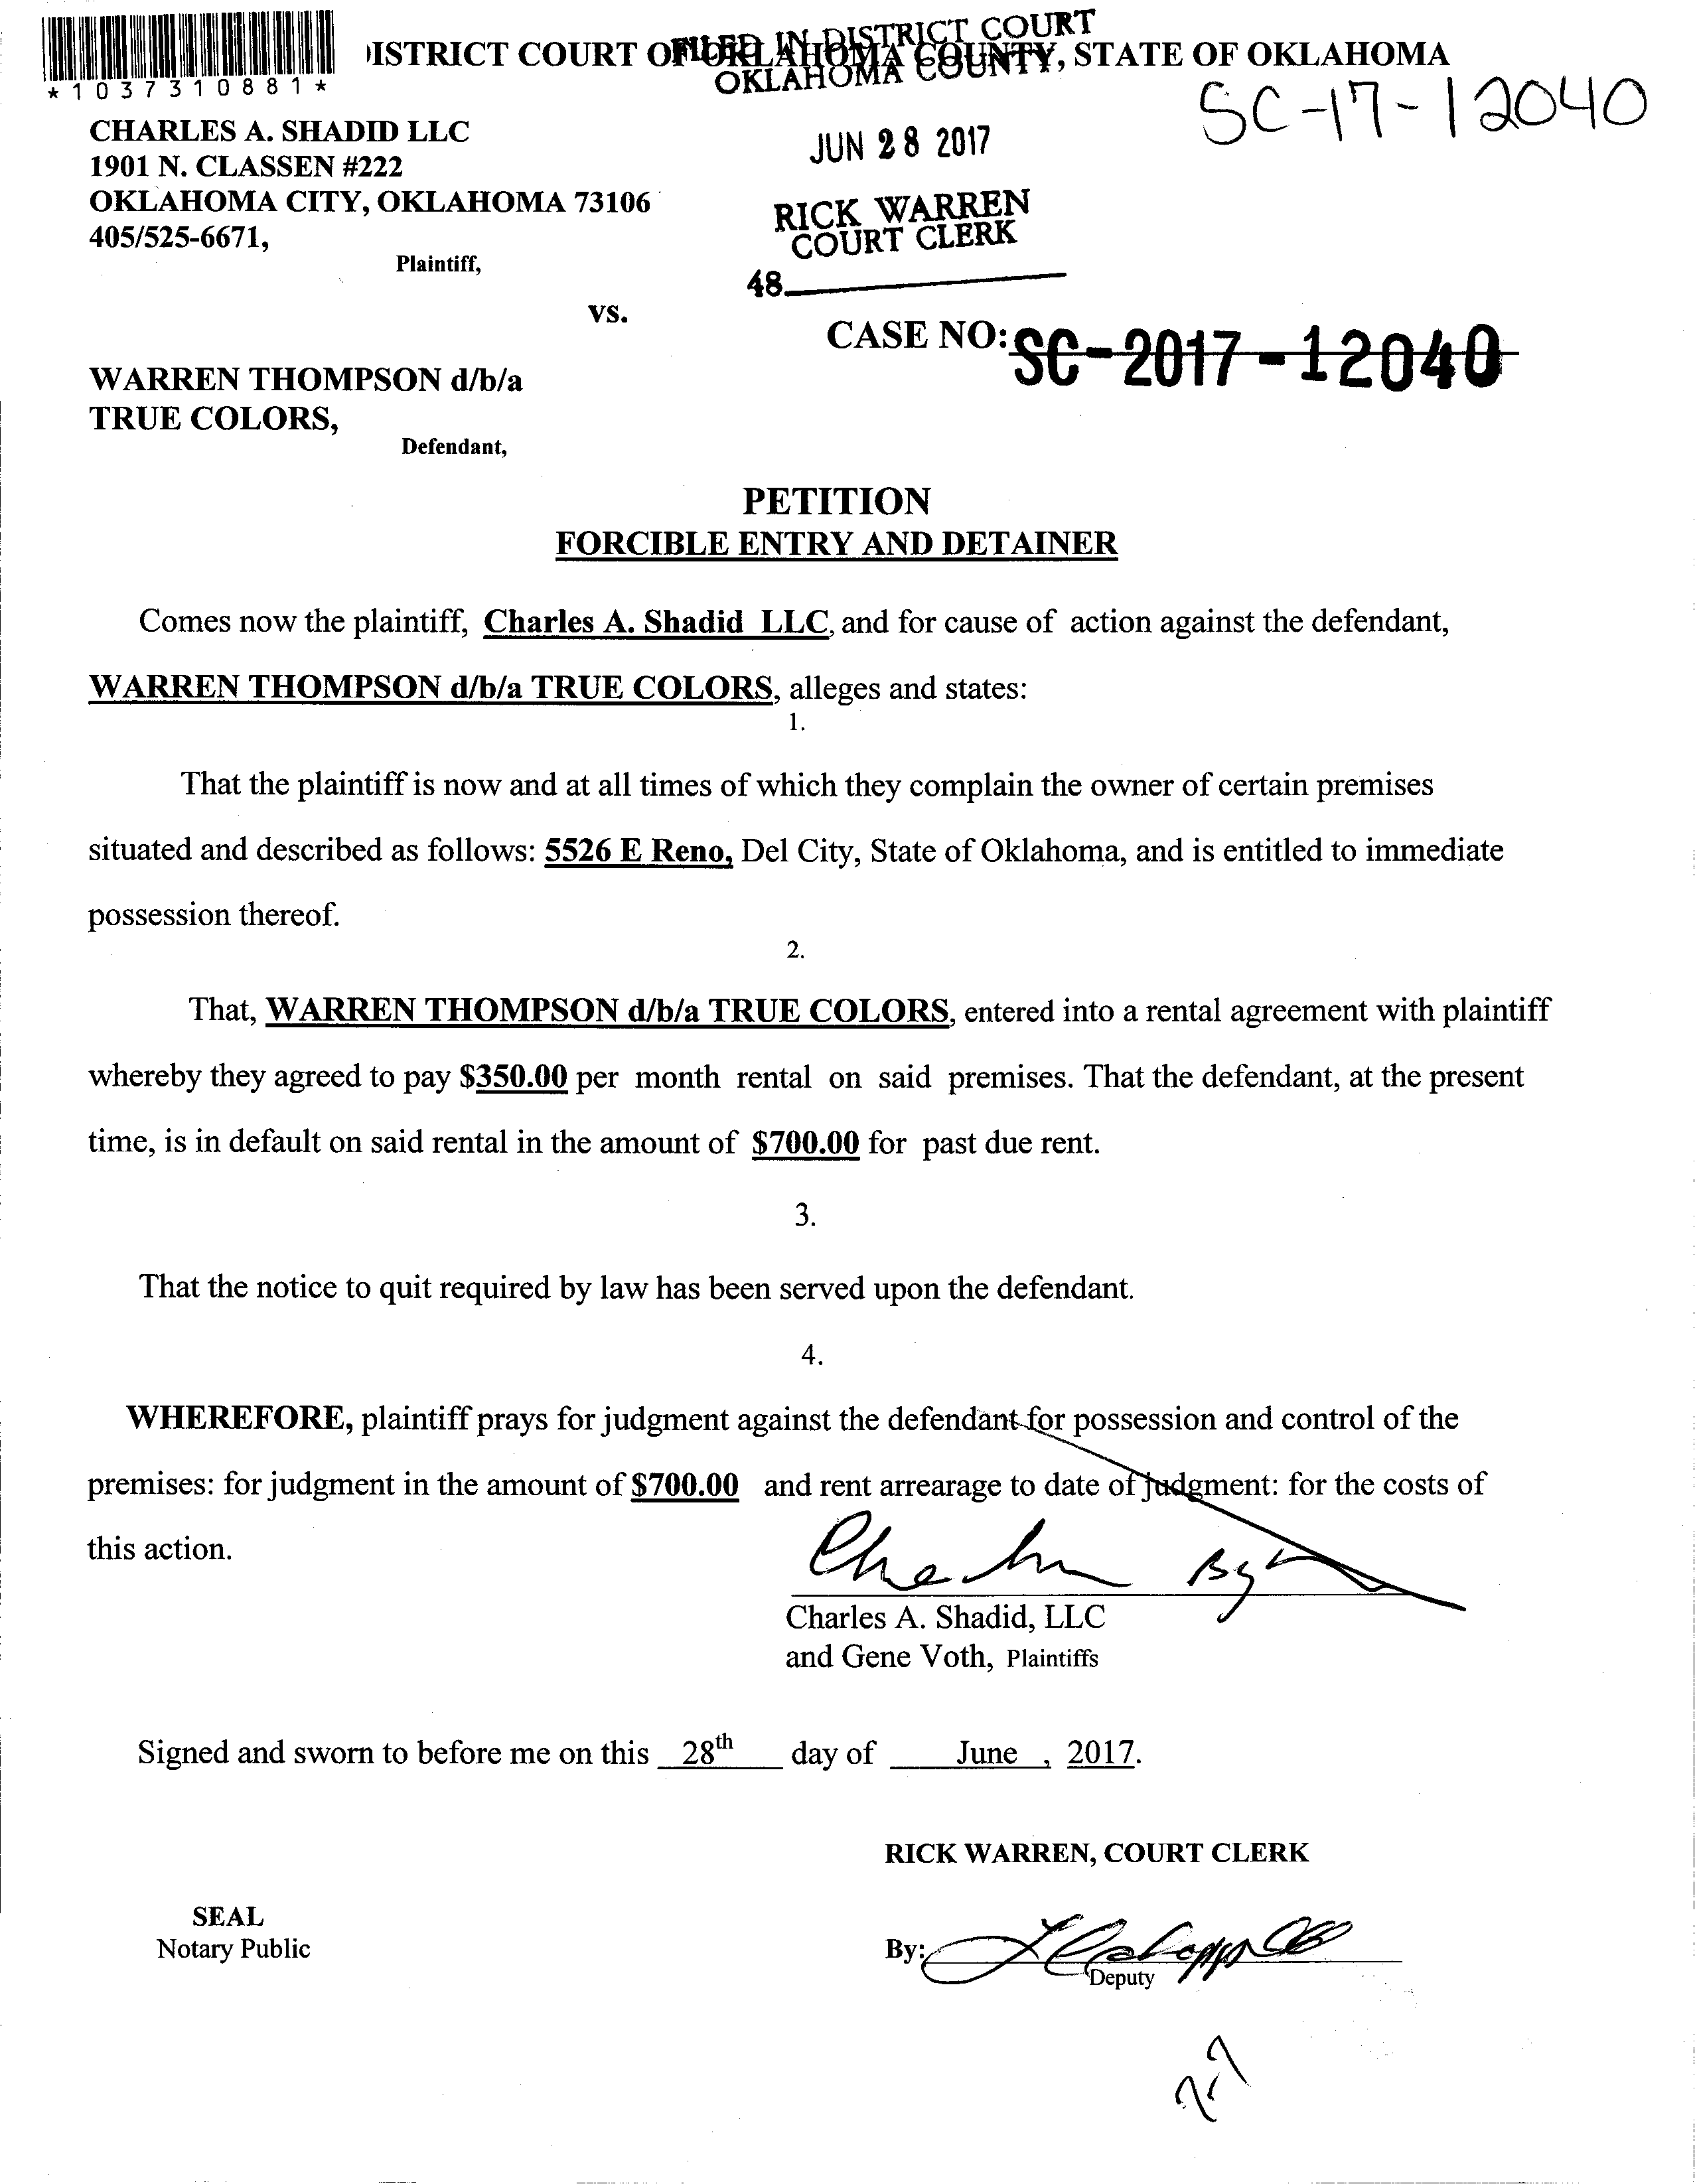 *1037310881*
ISTRICT COURT OF OKLAHOMA COUNTY, STATE OF OKLAHOMA
FILED IN DISTRICT COURT
OKLAHOMA COUNTY
SC-17-12040
CHARLES A. SHADID LLC
1901 N. CLASSEN #222
OKLAHOMA CITY, OKLAHOMA 73106
405/525-6671,
Plaintiff,
JUN 28 2017
RICK WARREN
COURT CLERK
48
vs.
CASE NO: SC-2017-12040
WARREN THOMPSON d/b/a
TRUE COLORS,
Defendant,
PETITION
FORCIBLE ENTRY AND DETAINER
Comes now the plaintiff, Charles A. Shadid LLC, and for cause of action against the defendant,
WARREN THOMPSON d/b/a TRUE COLORS, alleges and states:
1.
That the plaintiff is now and at all times of which they complain the owner of certain premises
situated and described as follows: 5526 E Reno, Del City, State of Oklahoma, and is entitled to immediate
possession thereof.
2.
That, WARREN THOMPSON d/b/a TRUE COLORS, entered into a rental agreement with plaintiff
whereby they agreed to pay $350.00 per month rental on said premises. That the defendant, at the present
time, is in default on said rental in the amount of $700.00 for past due rent.
3.
That the notice to quit required by law has been served upon the defendant.
4.
WHEREFORE, plaintiff prays for judgment against the defendant for possession and control of the
premises: for judgment in the amount of $700.00 and rent arrearage to date of judgment: for the costs of
this action.
By
Charles A. Shadid, LLC
and Gene Voth, Plaintiffs
Signed and sworn to before me on this 28th day of June , 2017.
RICK WARREN, COURT CLERK
SEAL
Notary Public
By:
Deputy